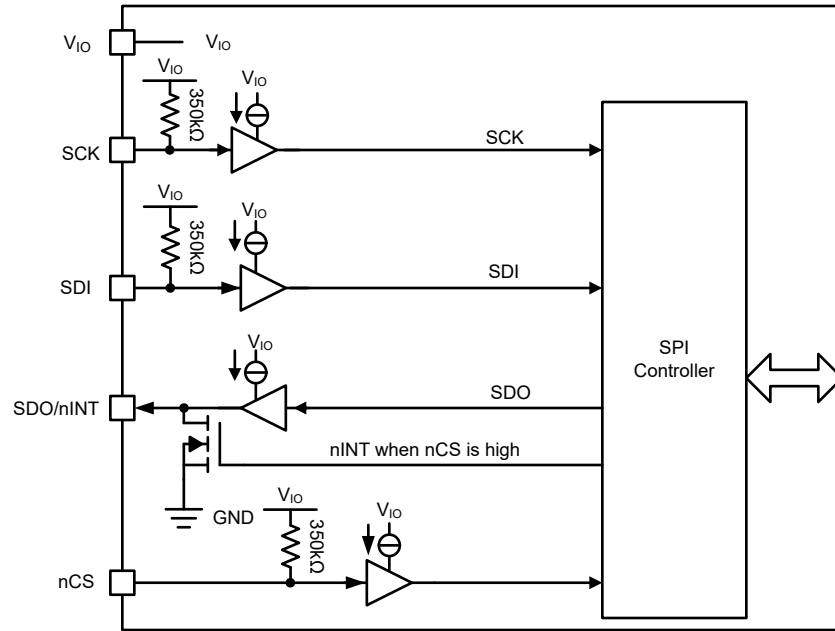 V_IO V_IO
V_IO
350kΩ
V_IO
SCK
SCK
V_IO
350kΩ
V_IO
SDI
SDI
V_IO
SPI
Controller
SDO
SDO/nINT
nINT when nCS is high
GND
V_IO
350kΩ
V_IO
nCS